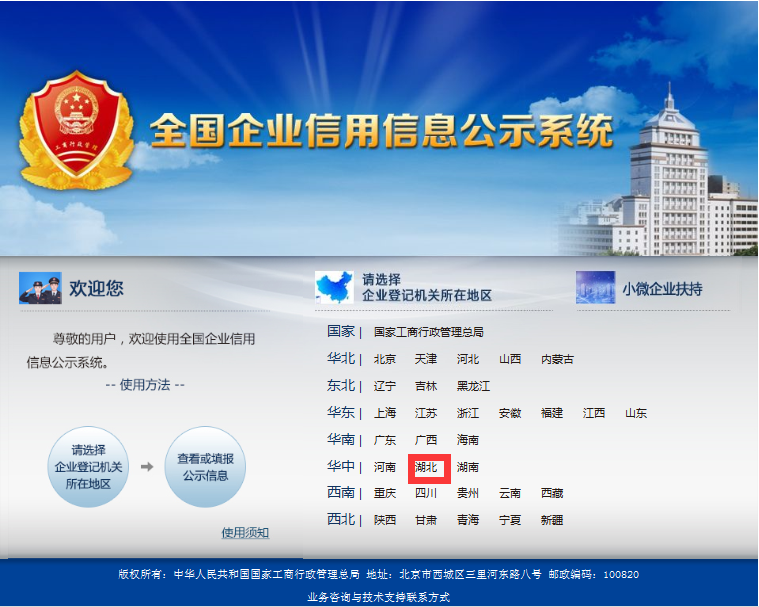 工商行政管理
全国企业信用信息公示系统
欢迎您
尊敬的用户，欢迎使用全国企业信用
信息公示系统。
-- 使用方法 --
请选择
企业登记机关
所在地区
查看或填报
公示信息
使用须知
请选择
企业登记机关所在地区
国家 | 国家工商行政管理总局
华北 | 北京 天津 河北 山西 内蒙古
东北 | 辽宁 吉林 黑龙江
华东 | 上海 江苏 浙江 安徽 福建 江西 山东
华南 | 广东 广西 海南
华中 | 河南 湖北 湖南
西南 | 重庆 四川 贵州 云南 西藏
西北 | 陕西 甘肃 青海 宁夏 新疆
小微企业扶持
版权所有：中华人民共和国国家工商行政管理总局 地址：北京市西城区三里河东路八号 邮政编码：100820
业务咨询与技术支持联系方式